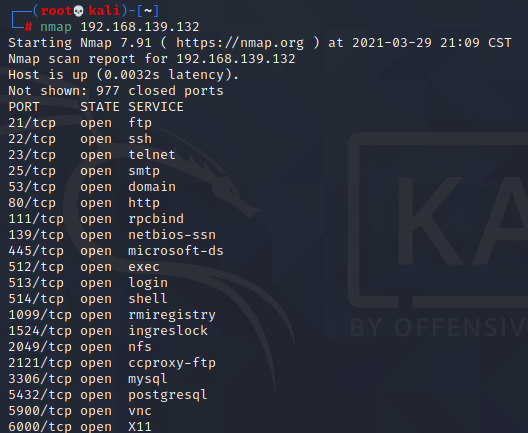 ┌──(root💀kali)-[~]
└─# nmap 192.168.139.132
Starting Nmap 7.91 ( https://nmap.org ) at 2021-03-29 21:09 CST
Nmap scan report for 192.168.139.132
Host is up (0.0032s latency).
Not shown: 977 closed ports
PORT     STATE SERVICE
21/tcp   open  ftp
22/tcp   open  ssh
23/tcp   open  telnet
25/tcp   open  smtp
53/tcp   open  domain
80/tcp   open  http
111/tcp  open  rpcbind
139/tcp  open  netbios-ssn
445/tcp  open  microsoft-ds
512/tcp  open  exec
513/tcp  open  login
514/tcp  open  shell
1099/tcp open  rmiregistry
1524/tcp open  ingreslock
2049/tcp open  nfs
2121/tcp open  ccproxy-ftp
3306/tcp open  mysql
5432/tcp open  postgresql
5900/tcp open  vnc
6000/tcp open  X11
KA
BY OFFENSIV